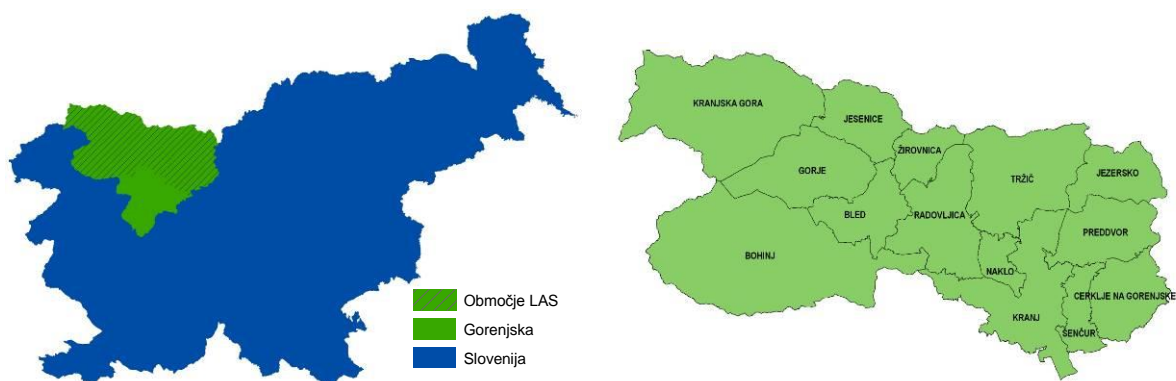 Območje LAS
Gorenjska
Slovenija
KRANJSKA GORA
JESENICE
ŽIROVNICA
GORJE
TRŽIČ
JEZERSKO
BLED
RADOVLJICA
PREDDVOR
BOHINJ
NAKLO
CERKLJE NA GORENJSKEM
KRANJ
ŠENČUR